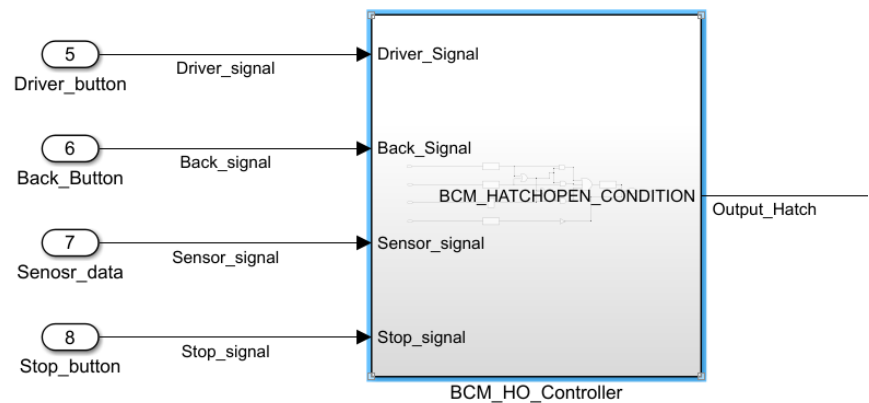 5
Driver_button
Driver_signal
Driver_Signal
6
Back_Button
Back_signal
Back_Signal
BCM_HATCHOPEN_CONDITION
Output_Hatch
7
Senosr_data
Sensor_signal
Sensor_signal
8
Stop_button
Stop_signal
Stop_signal
BCM_HO_Controller